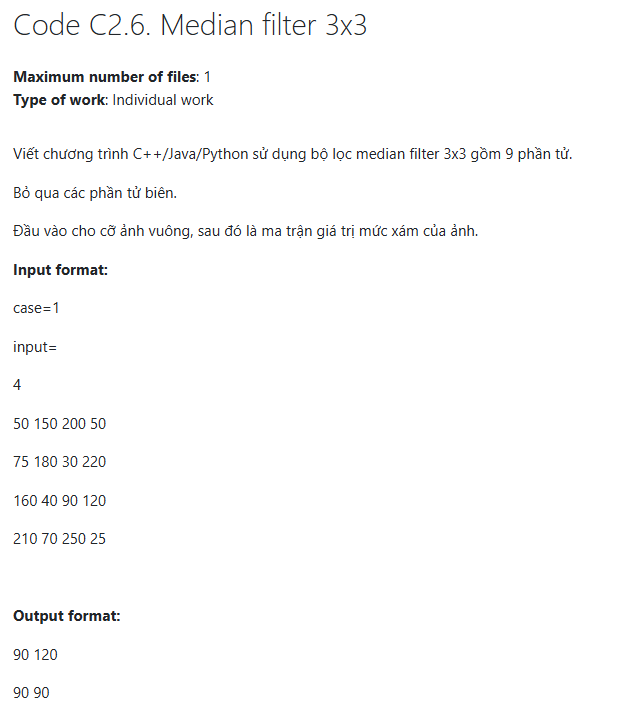 Code C2.6. Median filter 3x3
Maximum number of files: 1
Type of work: Individual work
Viết chương trình C++/Java/Python sử dụng bộ lọc median filter 3x3 gồm 9 phần tử.
Bỏ qua các phần tử biên.
Đầu vào cho cỡ ảnh vuông, sau đó là ma trận giá trị mức xám của ảnh.
Input format:
case=1
input=
4
50 150 200 50
75 180 30 220
160 40 90 120
210 70 250 25
Output format:
90 120
90 90